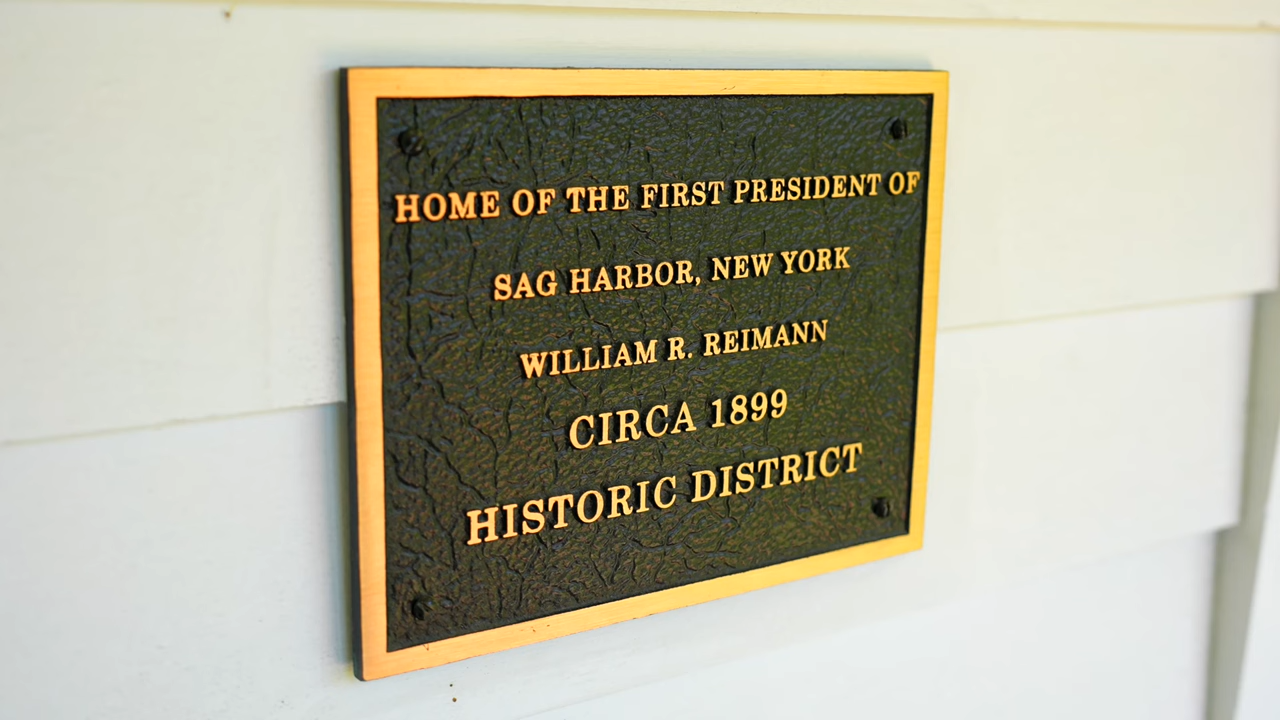 HOME OF THE FIRST PRESIDENT OF
SAG HARBOR, NEW YORK
WILLIAM R. REIMANN
CIRCA 1899
HISTORIC DISTRICT